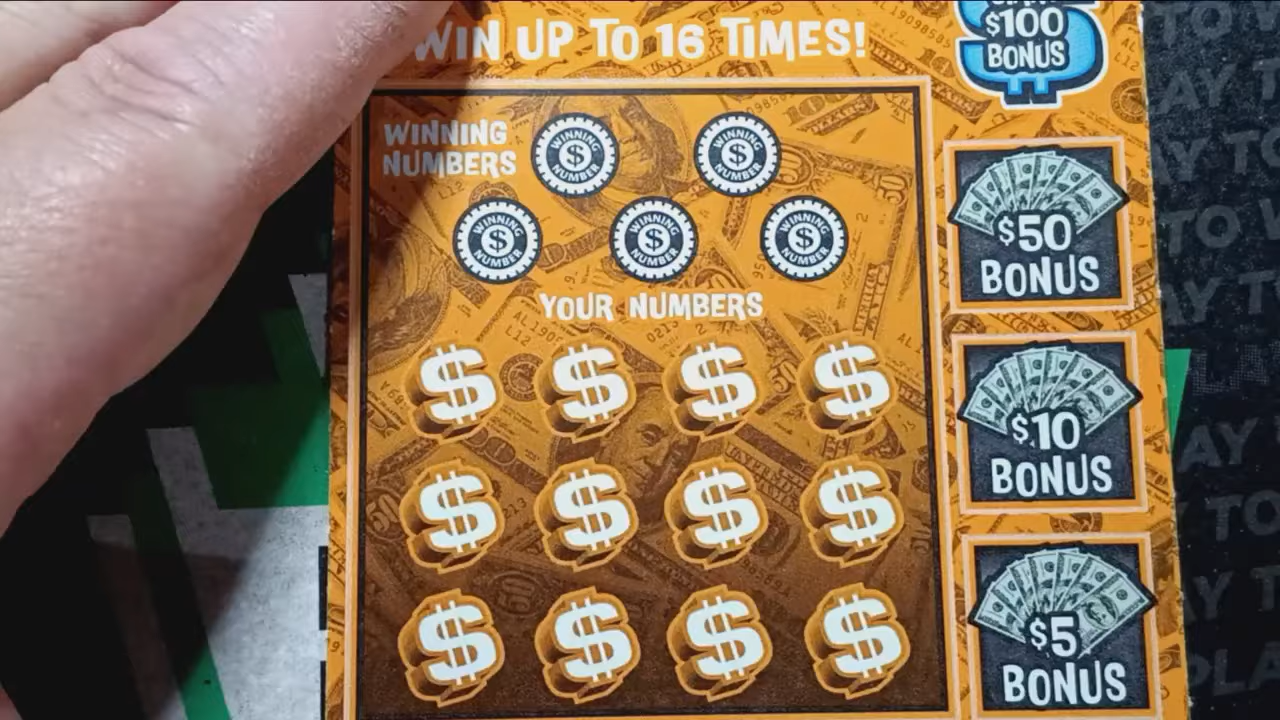 WIN UP TO 16 TIMES!
$100
BONUS
WINNING
NUMBERS
WINNING
$
NUMBER
WINNING
$
NUMBER
WINNING
$
NUMBER
WINNING
$
NUMBER
WINNING
$
NUMBER
YOUR NUMBERS
$ $ $ $
$ $ $ $
$ $ $ $
$50
BONUS
$10
BONUS
$5
BONUS